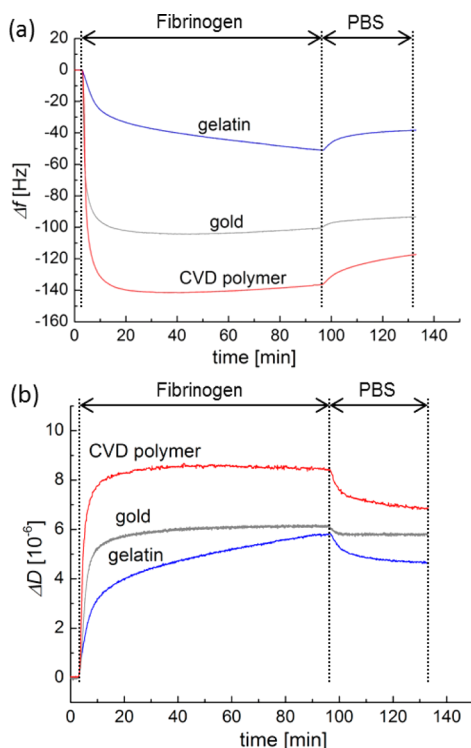 (a)
Fibrinogen PBS
20
0
-20
-40
-60
-80
-100
-120
-140
-160
Δf [Hz]
gelatin
gold
CVD polymer
0 20 40 60 80 100 120 140
time [min]
(b)
Fibrinogen PBS
10
8
6
4
2
0
ΔD [10-6]
CVD polymer
gold
gelatin
0 20 40 60 80 100 120 140
time [min]